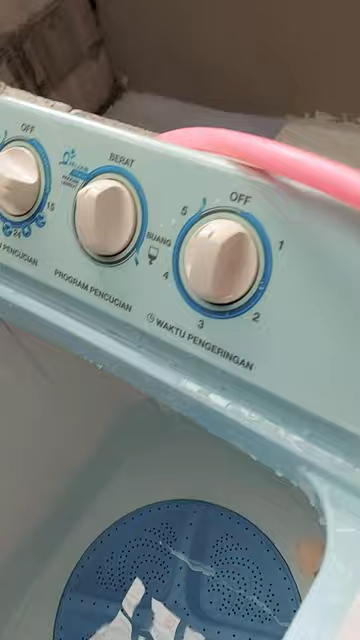 OFF
15
PENCUCIAN
BERAT
BUANG
PROGRAM PENCUCIAN
OFF
1
2
3
4
5
WAKTU PENGERINGAN